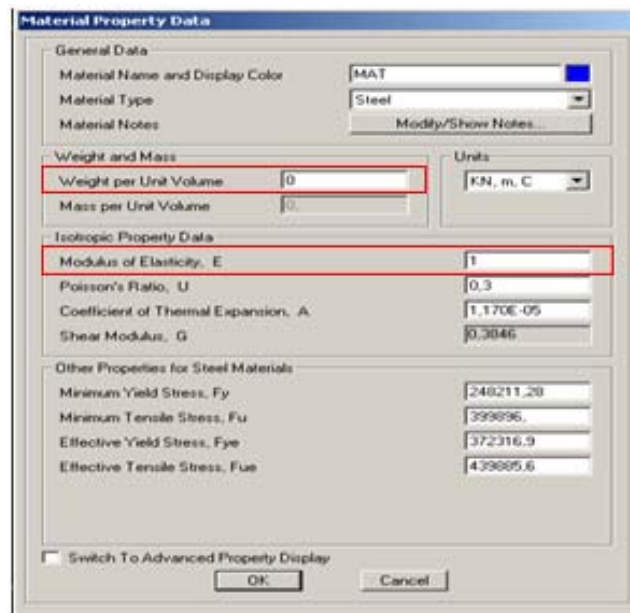 Material Property Data
General Data
Material Name and Display Color MAT
Material Type Steel
Material Notes Modify/Show Notes...
Weight and Mass Units
Weight per Unit Volume 0 KN, m, C
Mass per Unit Volume 0,
Isotropic Property Data
Modulus of Elasticity, E 1
Poisson's Ratio, U 0,3
Coefficient of Thermal Expansion, A 1,170E-05
Shear Modulus, G 0,3846
Other Properties for Steel Materials
Minimum Yield Stress, Fy 248211,28
Minimum Tensile Stress, Fu 399896,
Effective Yield Stress, Fye 372316,9
Effective Tensile Stress, Fue 439885,6
Switch To Advanced Property Display
OK Cancel